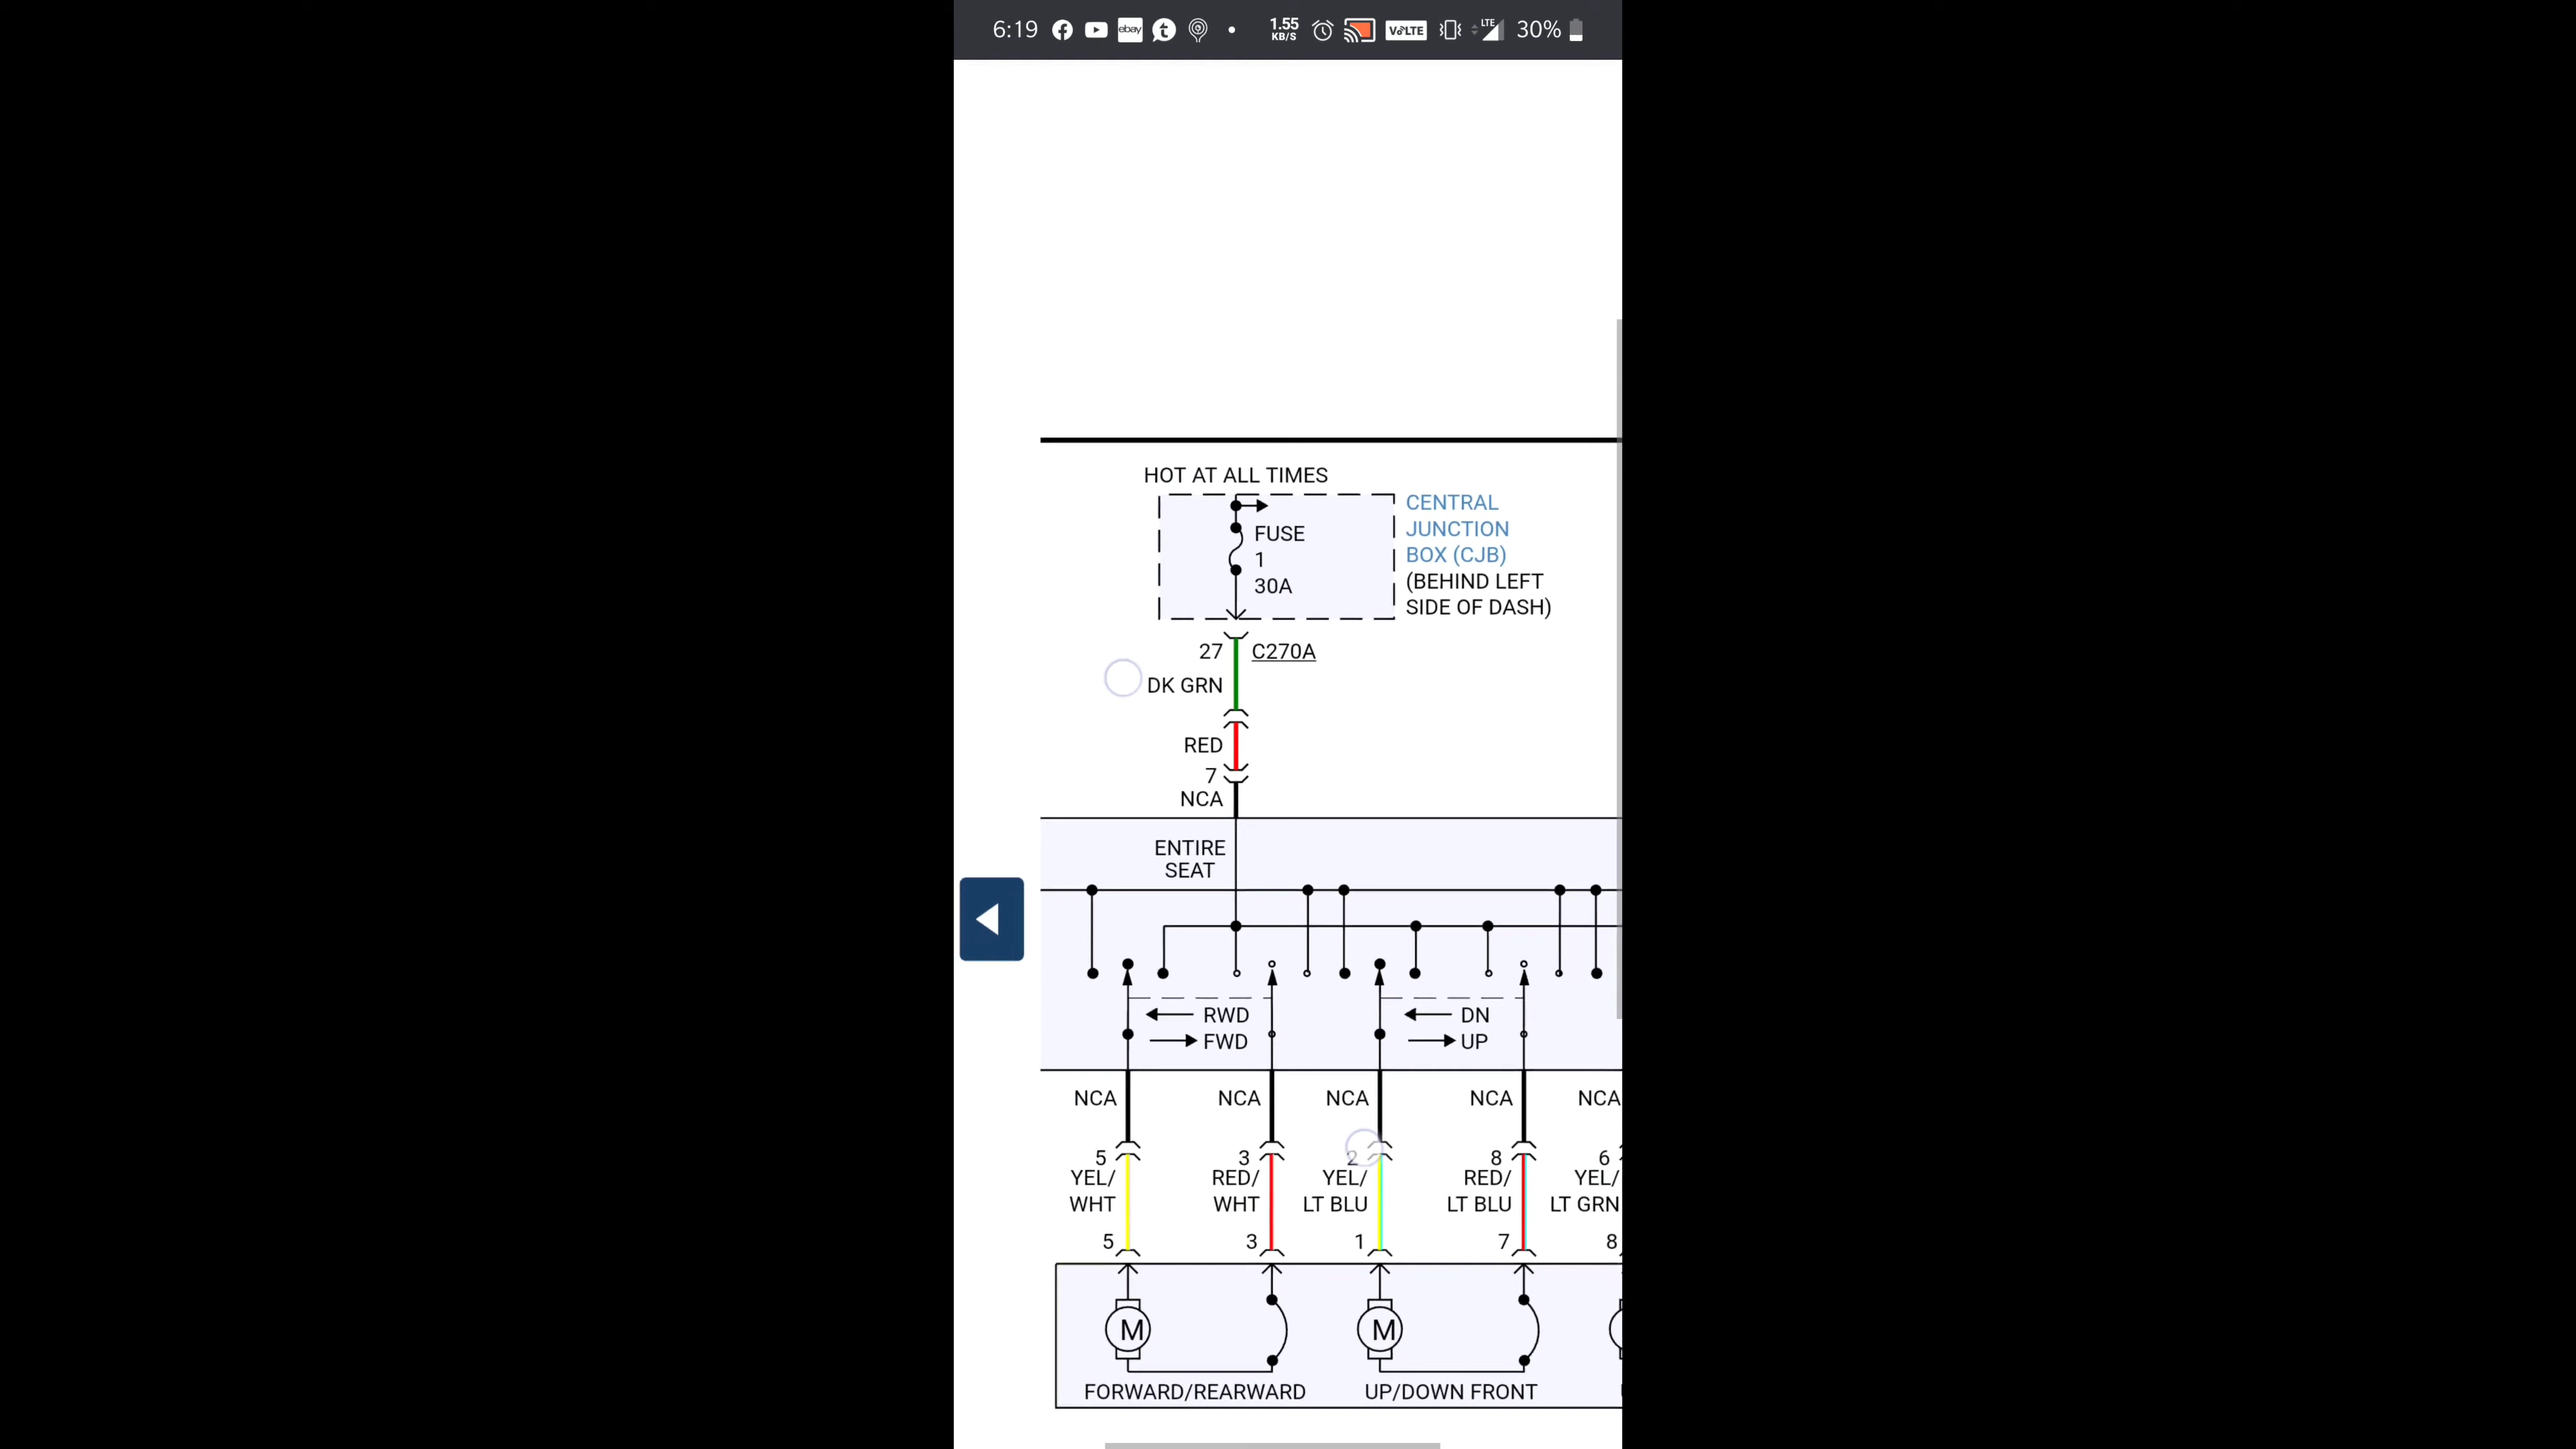 6:19 ebay 1.55 KB/S VoLTE LTE 30%
HOT AT ALL TIMES
FUSE
1
30A
CENTRAL
JUNCTION
BOX (CJB)
(BEHIND LEFT
SIDE OF DASH)
27 C270A
DK GRN
RED
7
NCA
ENTIRE
SEAT
RWD DN
FWD UP
NCA NCA NCA NCA NCA
5 3 2 8 6
YEL/ RED/ YEL/ RED/ YEL/
WHT WHT LT BLU LT BLU LT GRN
5 3 1 7 8
M M
FORWARD/REARWARD UP/DOWN FRONT